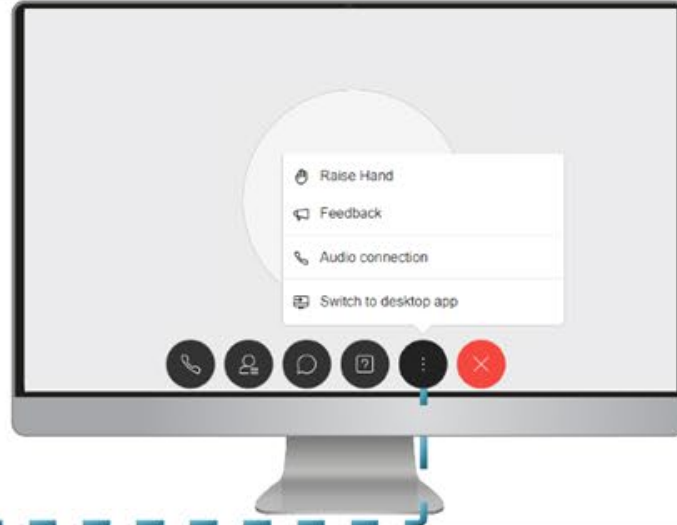 Raise Hand
Feedback
Audio connection
Switch to desktop app
?